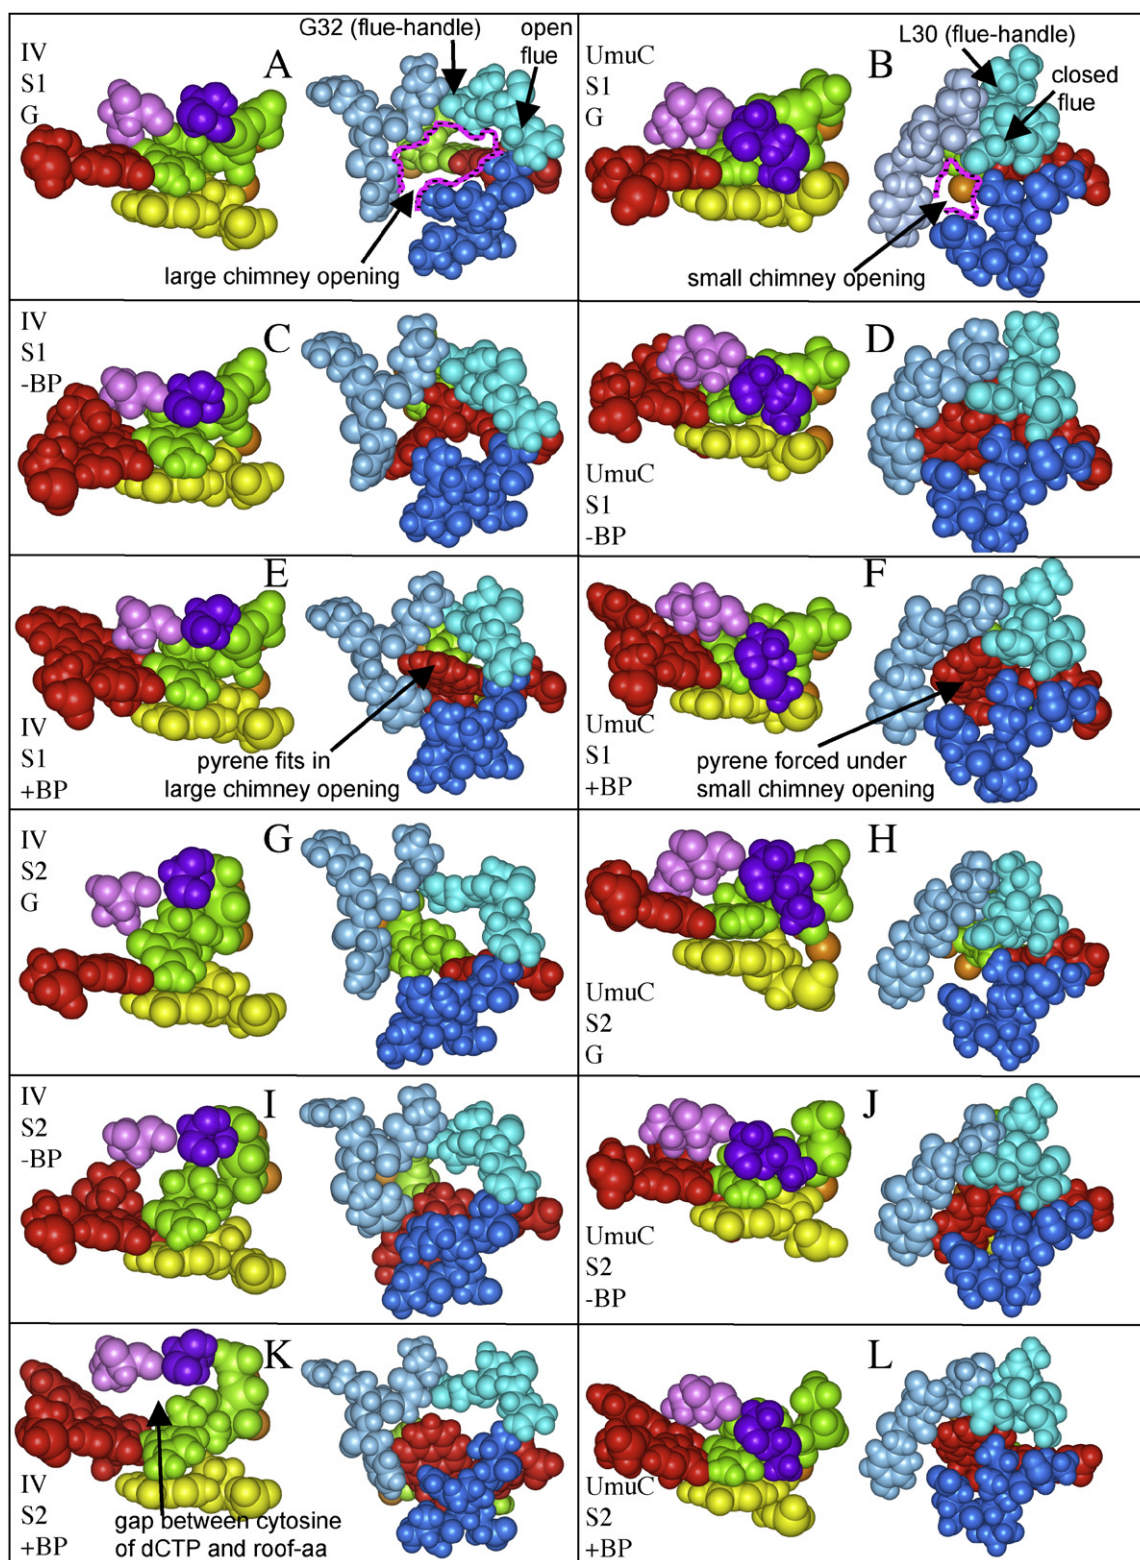 IV
S1
G
A
G32 (flue-handle)
open
flue
large chimney opening
UmuC
S1
G
B
L30 (flue-handle)
closed
flue
small chimney opening
IV
S1
-BP
C
D
UmuC
S1
-BP
E
IV
S1
+BP
pyrene fits in
large chimney opening
F
UmuC
S1
+BP
pyrene forced under
small chimney opening
IV
S2
G
G
H
UmuC
S2
G
IV
S2
-BP
I
J
UmuC
S2
-BP
K
IV
S2
+BP
gap between cytosine
of dCTP and roof-aa
L
UmuC
S2
+BP